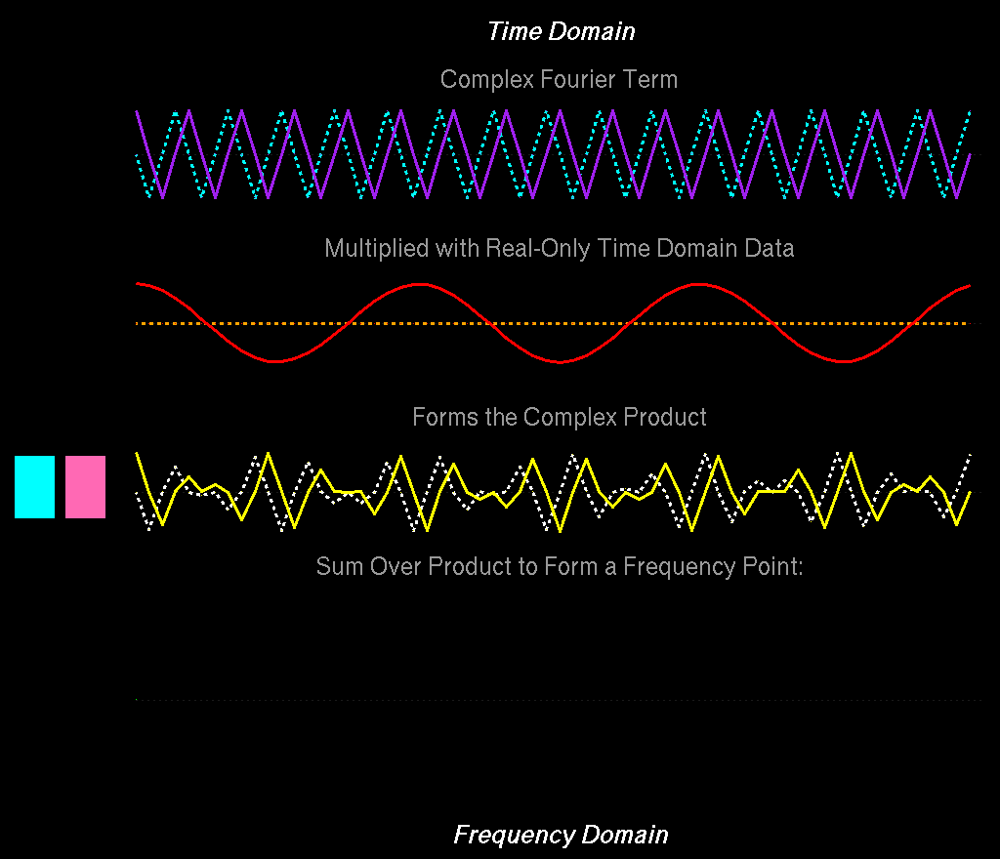 Time Domain
Complex Fourier Term
Multiplied with Real-Only Time Domain Data
Forms the Complex Product
Sum Over Product to Form a Frequency Point:
Frequency Domain